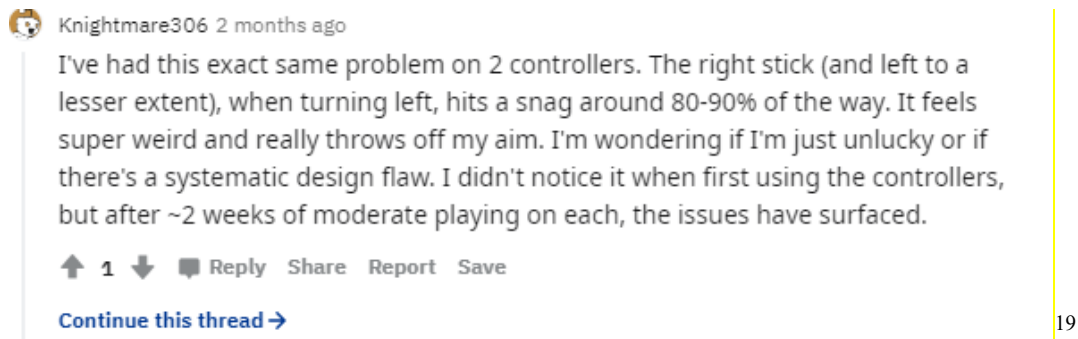 Knightmare306 2 months ago
I've had this exact same problem on 2 controllers. The right stick (and left to a
lesser extent), when turning left, hits a snag around 80-90% of the way. It feels
super weird and really throws off my aim. I'm wondering if I'm just unlucky or if
there's a systematic design flaw. I didn't notice it when first using the controllers,
but after ~2 weeks of moderate playing on each, the issues have surfaced.
1 Reply Share Report Save
Continue this thread→
19